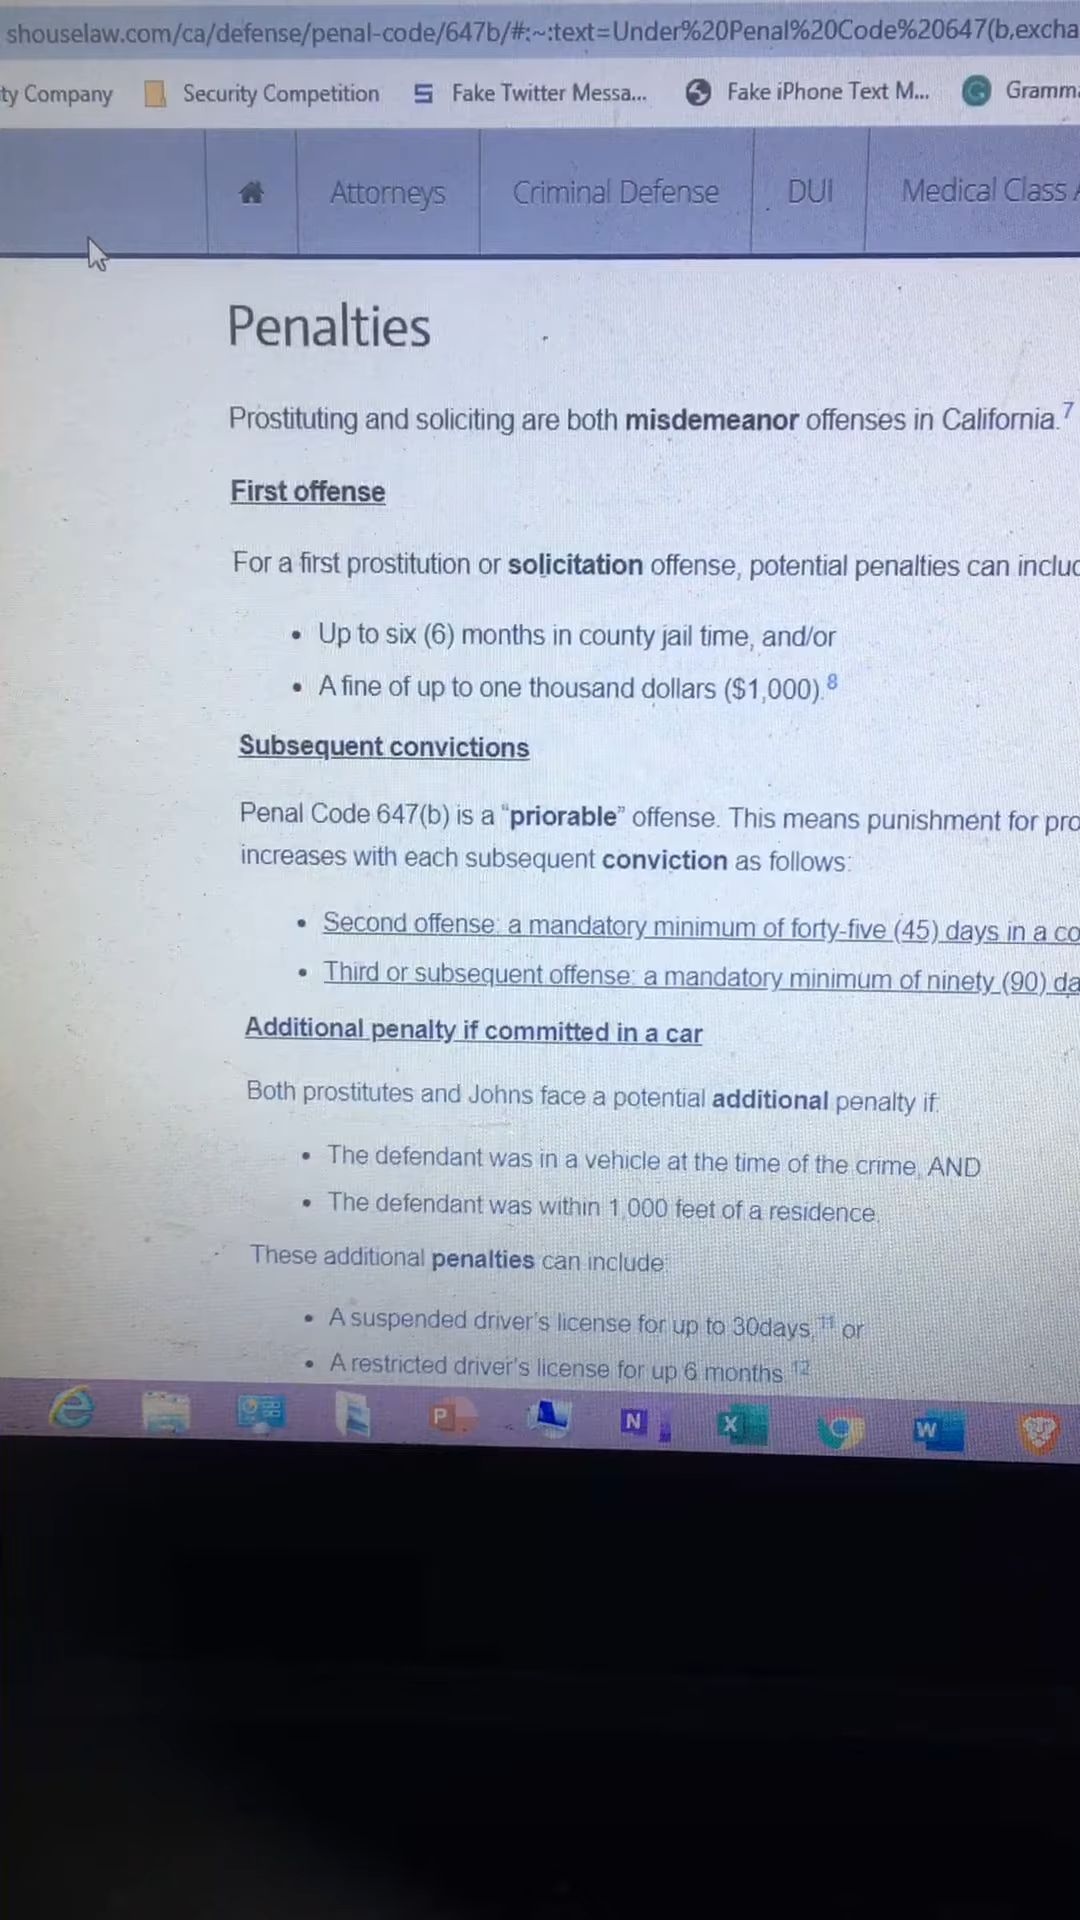 shouselaw.com/ca/defense/penal-code/647b/#:~:text=Under%20Penal%20Code%20647(b,excha
ty Company Security Competition Fake Twitter Messa... Fake iPhone Text M... Gramma
Attorneys Criminal Defense DUI Medical Class A
Penalties
Prostituting and soliciting are both misdemeanor offenses in California.7
First offense
For a first prostitution or solicitation offense, potential penalties can includ
• Up to six (6) months in county jail time, and/or
• A fine of up to one thousand dollars ($1,000).8
Subsequent convictions
Penal Code 647(b) is a "priorable" offense. This means punishment for pro
increases with each subsequent conviction as follows:
• Second offense: a mandatory minimum of forty-five (45) days in a co
• Third or subsequent offense: a mandatory minimum of ninety (90) da
Additional penalty if committed in a car
Both prostitutes and Johns face a potential additional penalty if:
• The defendant was in a vehicle at the time of the crime, AND
• The defendant was within 1,000 feet of a residence.
These additional penalties can include:
• A suspended driver's license for up to 30days,11 or
• A restricted driver's license for up 6 months.12
P N X W